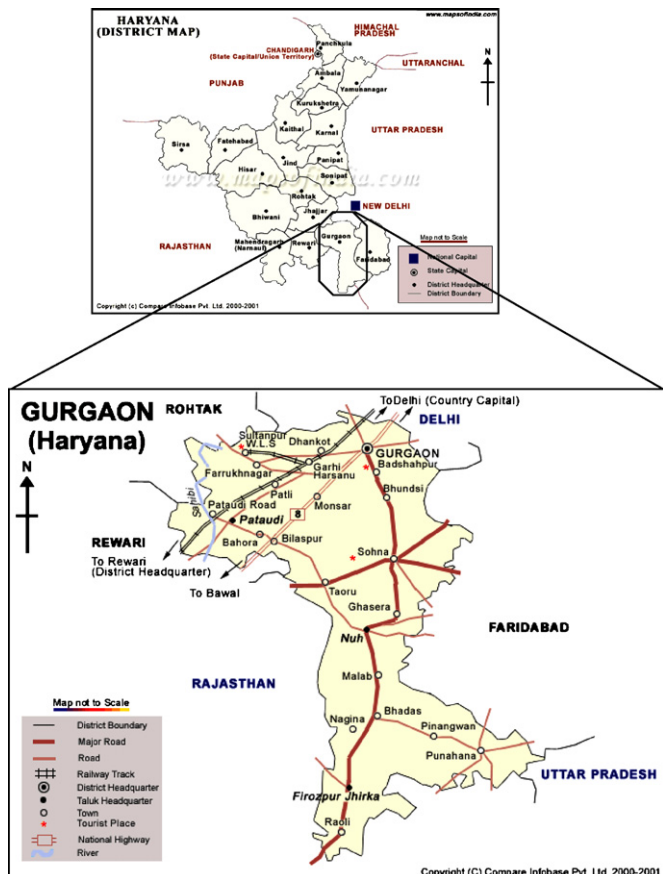 www.mapsofindia.com
HARYANA
(DISTRICT MAP)
HIMACHAL
PRADESH
Panchkula
CHANDIGARH
(State Capital/Union Territory)
N
UTTARANCHAL
Ambala
PUNJAB
Yamunanagar
Kurukshetra
Kaithal
Karnal
UTTAR PRADESH
Sirsa
Fatehabad
Jind
Panipat
Hisar
Sonipat
www.mapsofindia.com
Rohtak
NEW DELHI
Bhiwani
Jhajjar
Gurgaon
RAJASTHAN
Mahendragarh
(Narnaul)
Rewari
Faridabad
Map not to Scale
National Capital
State Capital
District Headquarter
District Boundary
Copyright (c) Compare Infobase Pvt. Ltd. 2000-2001
GURGAON
(Haryana)
ROHTAK
ToDelhi (Country Capital)
DELHI
Sultanpur
W.L.S
Dhankot
GURGAON
Badshahpur
Farrukhnagar
Garhi
Harsanu
Bhundsi
N
Patli
Sahibi
Pataudi Road
Monsar
Pataudi
8
REWARI
Bahora
Bilaspur
Sohna
To Rewari
(District Headquarter)
To Bawal
Taoru
Ghasera
FARIDABAD
Nuh
RAJASTHAN
Malab
Map not to Scale
Bhadas
District Boundary
Nagina
Pinangwan
Major Road
Punahana
Road
Railway Track
UTTAR PRADESH
District Headquarter
Firozpur Jhirka
Taluk Headquarter
Town
Tourist Place
Raoli
National Highway
River
Copyright (C) Compare Infobase Pvt. Ltd. 2000-2001